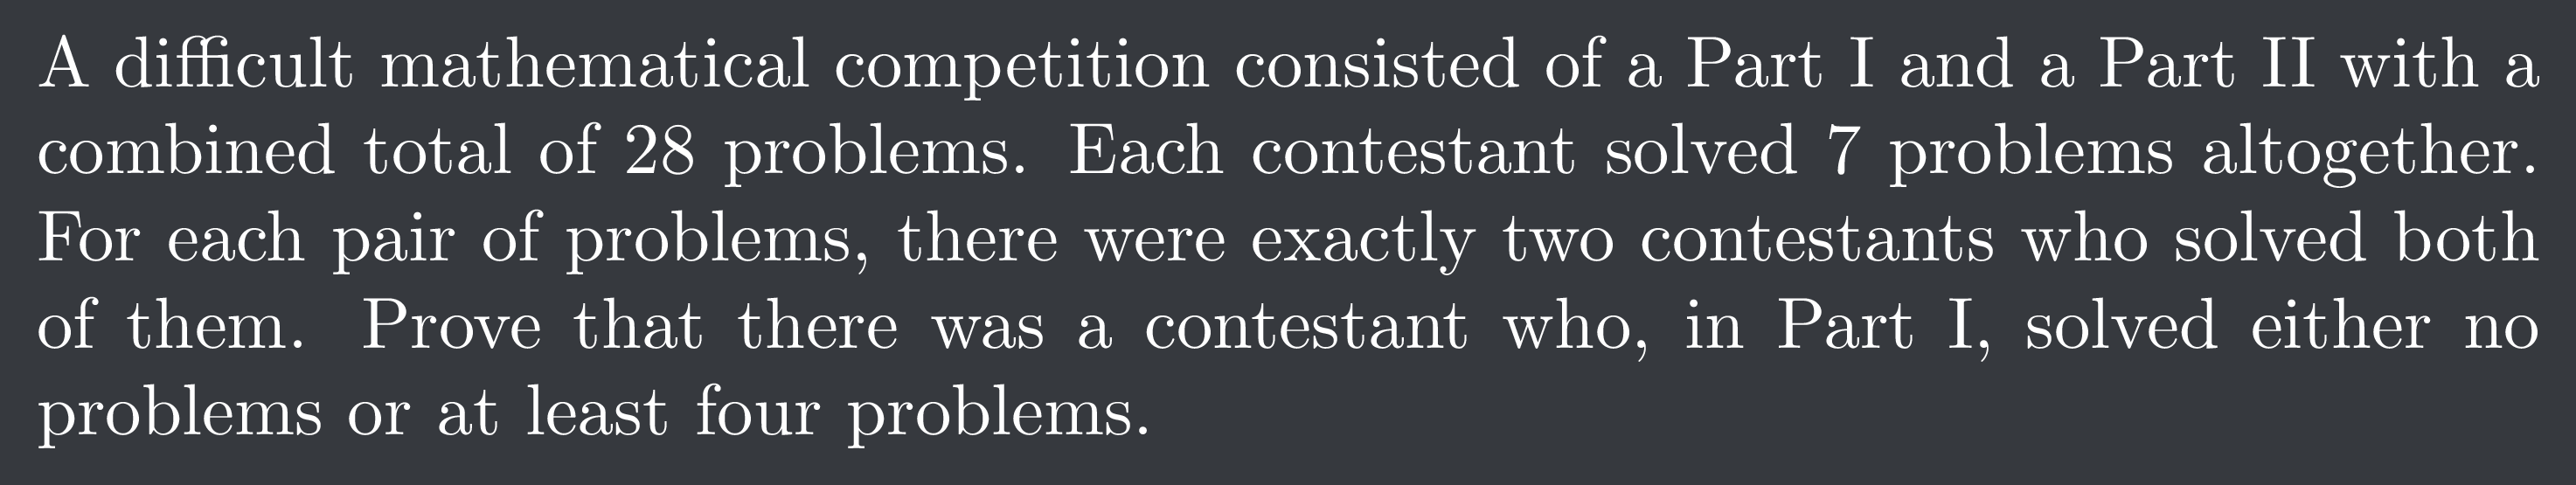 A difficult mathematical competition consisted of a Part I and a Part II with a
combined total of 28 problems. Each contestant solved 7 problems altogether.
For each pair of problems, there were exactly two contestants who solved both
of them. Prove that there was a contestant who, in Part I, solved either no
problems or at least four problems.